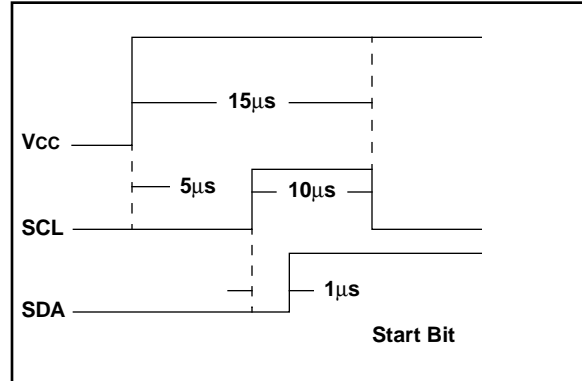 15μs
VCC
5μs
10μs
SCL
1μs
SDA
Start Bit